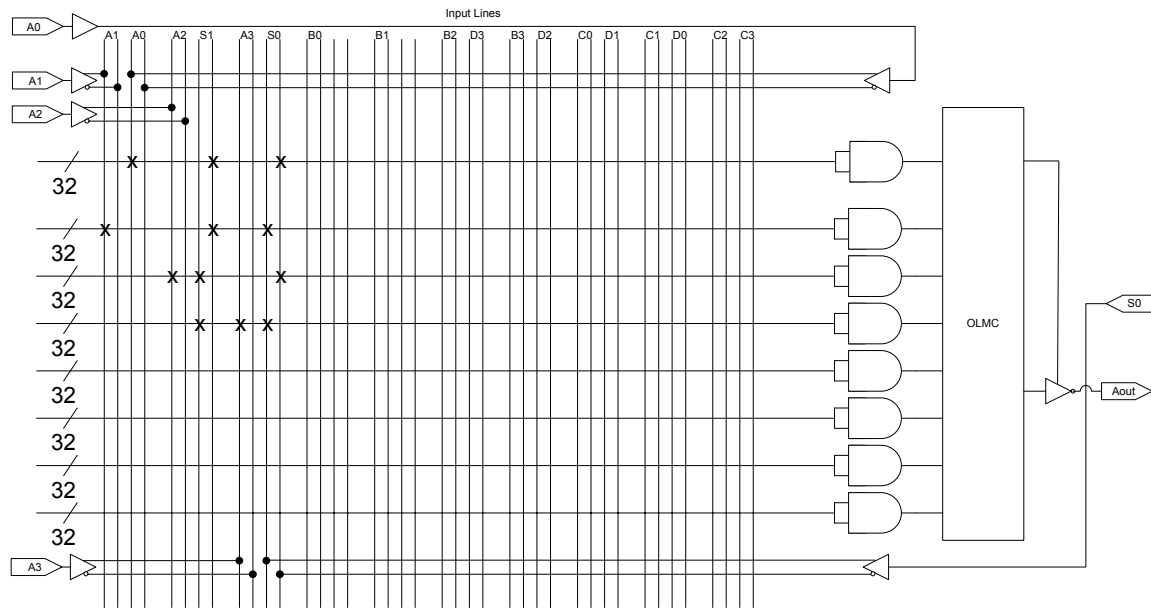 Input Lines
A0
A1 A0 A2 S1 A3 S0 B0 B1 B2 D3 B3 D2 C0 D1 C1 D0 C2 C3
A1
A2
X X X
32
X X X
32
X X X
32
X X X
32
OLMC
S0
32
Aout
32
32
32
A3